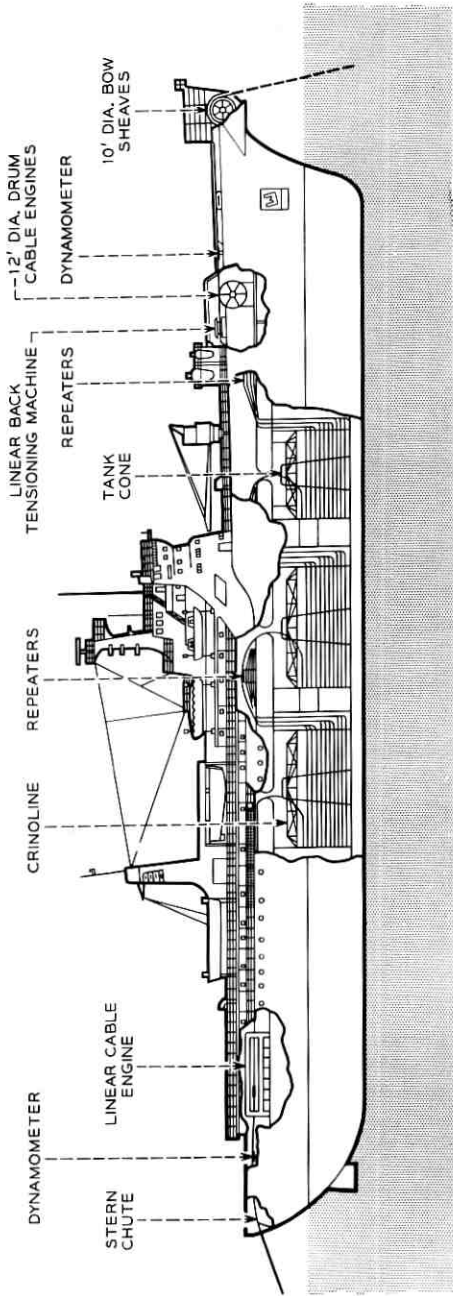 DYNAMOMETER
STERN
CHUTE
LINEAR CABLE
ENGINE
CRINOLINE
REPEATERS
TANK
CONE
LINEAR BACK
TENSIONING MACHINE
REPEATERS
12' DIA. DRUM
CABLE ENGINES
DYNAMOMETER
10' DIA. BOW
SHEAVES